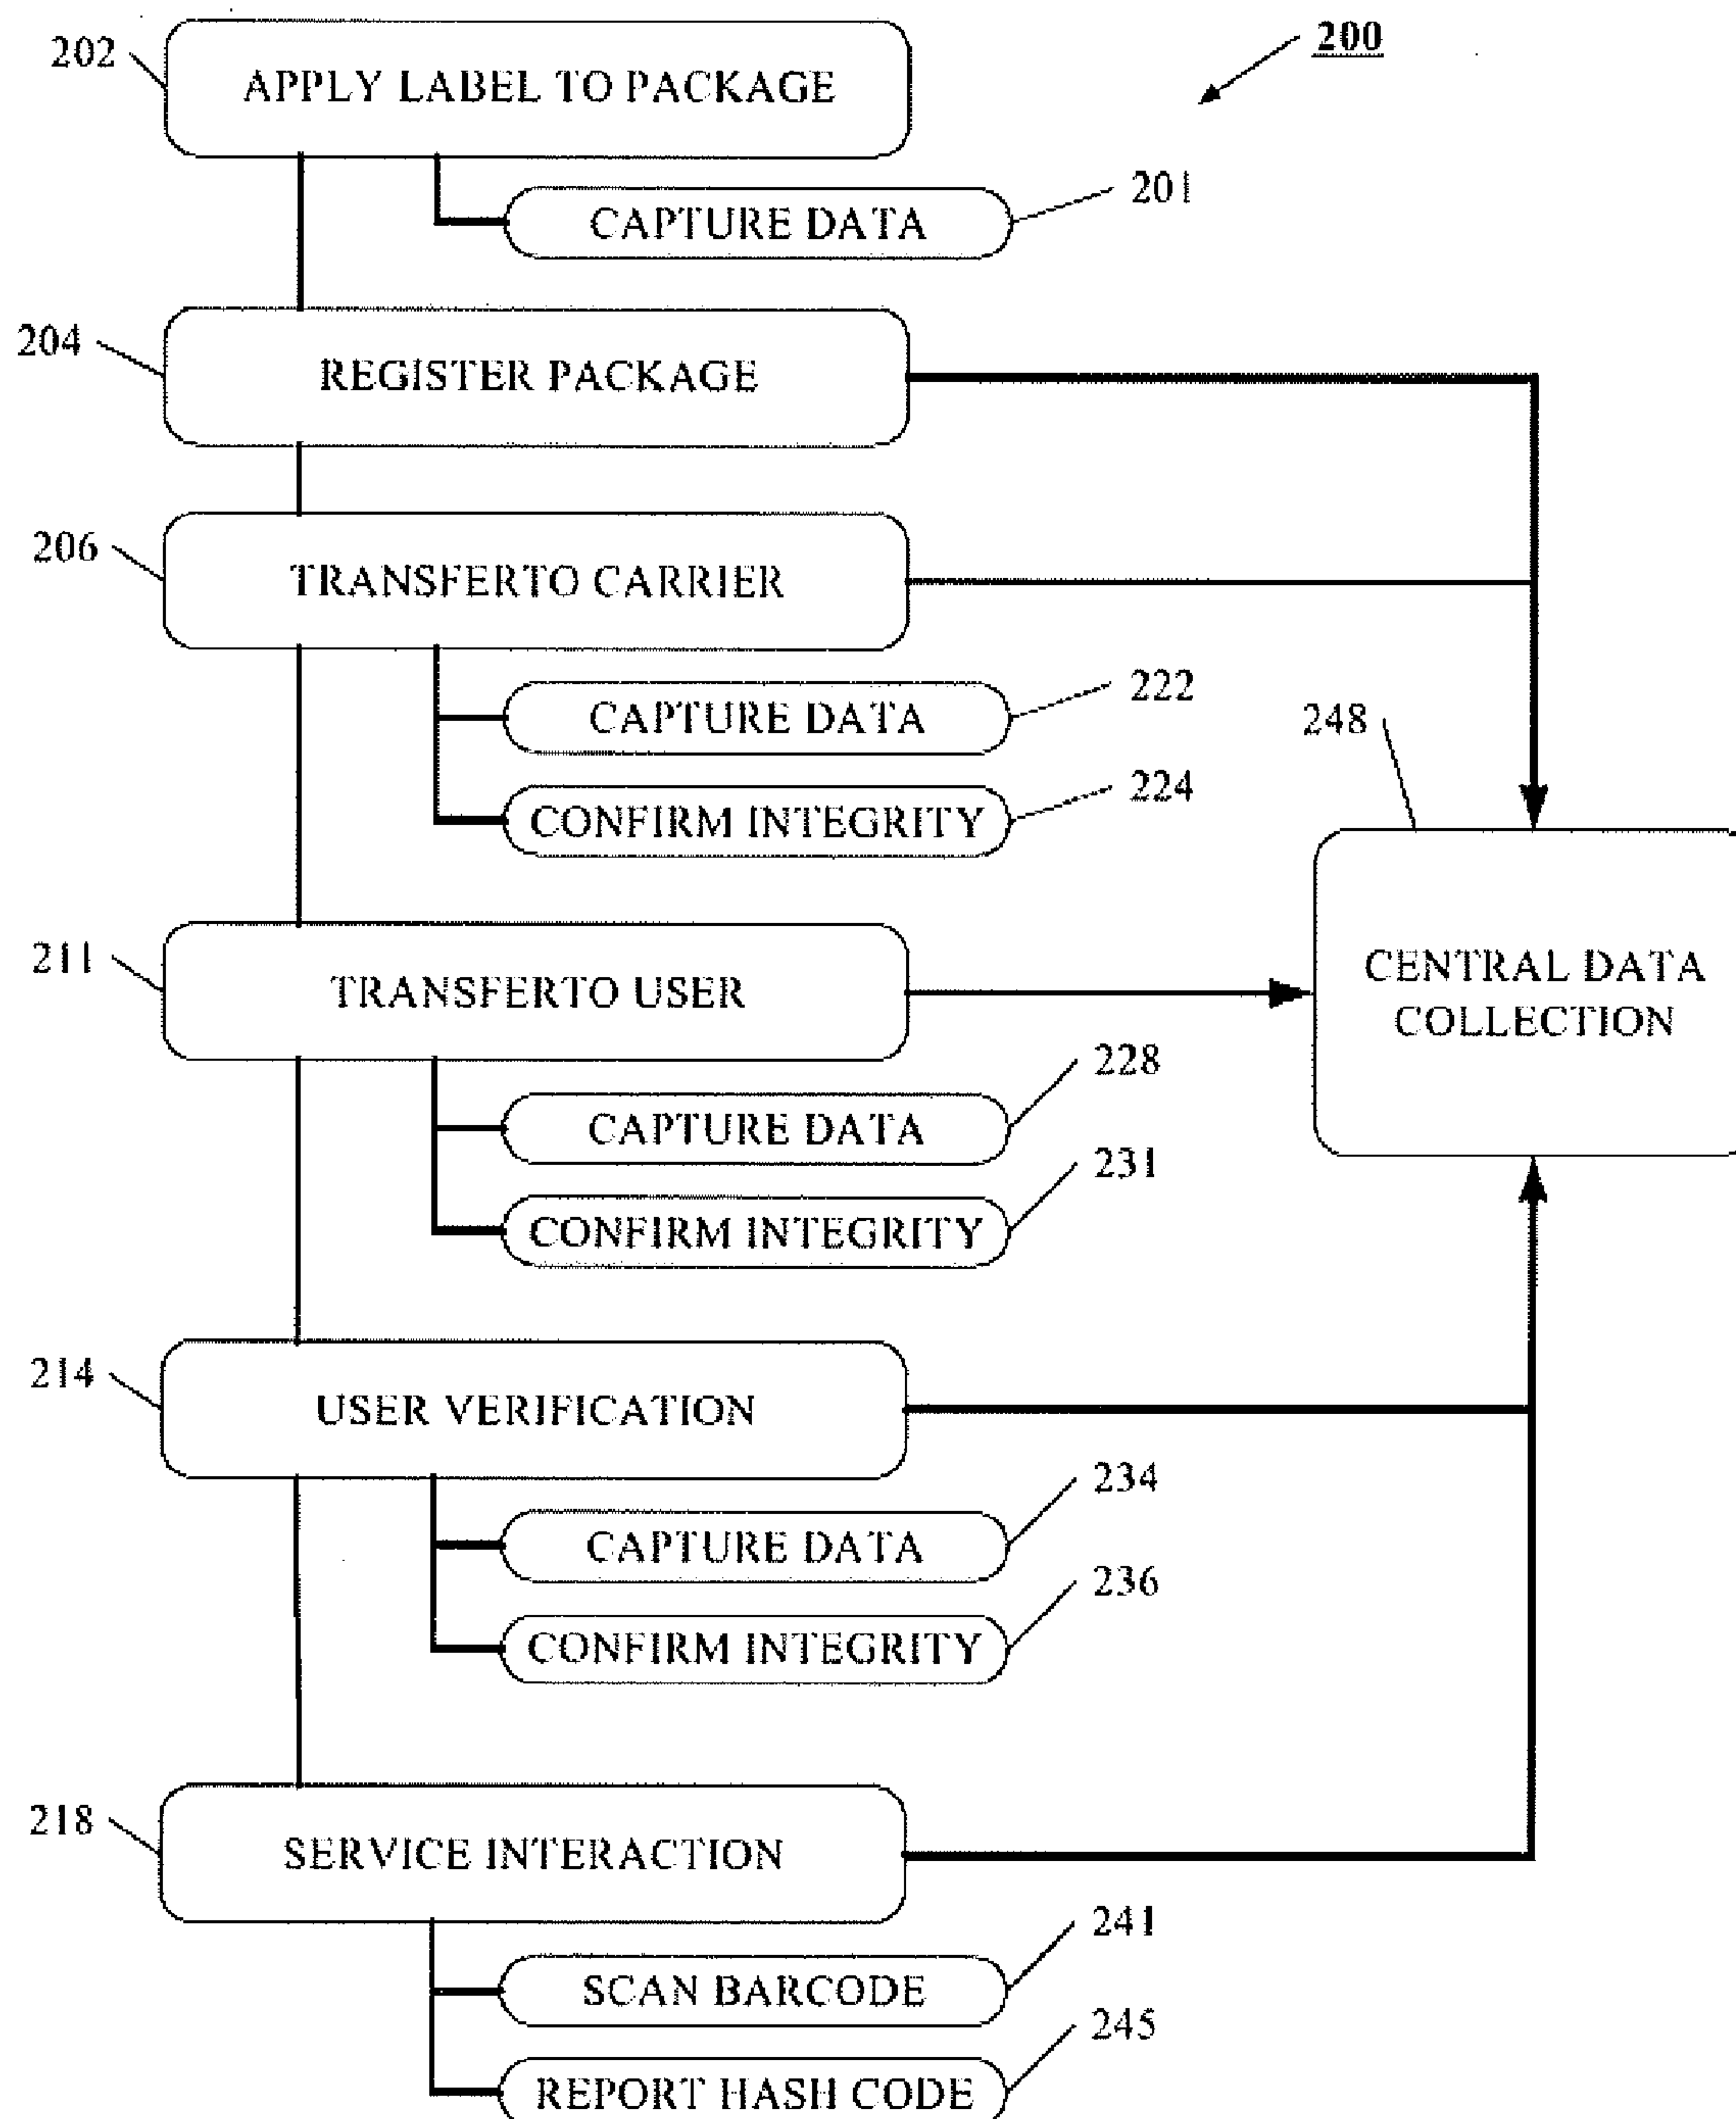 200
202
APPLY LABEL TO PACKAGE
201
CAPTURE DATA
204
REGISTER PACKAGE
206
TRANSFERTO CARRIER
222
CAPTURE DATA
224
CONFIRM INTEGRITY
248
CENTRAL DATA
COLLECTION
211
TRANSFERTO USER
228
CAPTURE DATA
231
CONFIRM INTEGRITY
214
USER VERIFICATION
234
CAPTURE DATA
236
CONFIRM INTEGRITY
218
SERVICE INTERACTION
241
SCAN BARCODE
245
REPORT HASH CODE